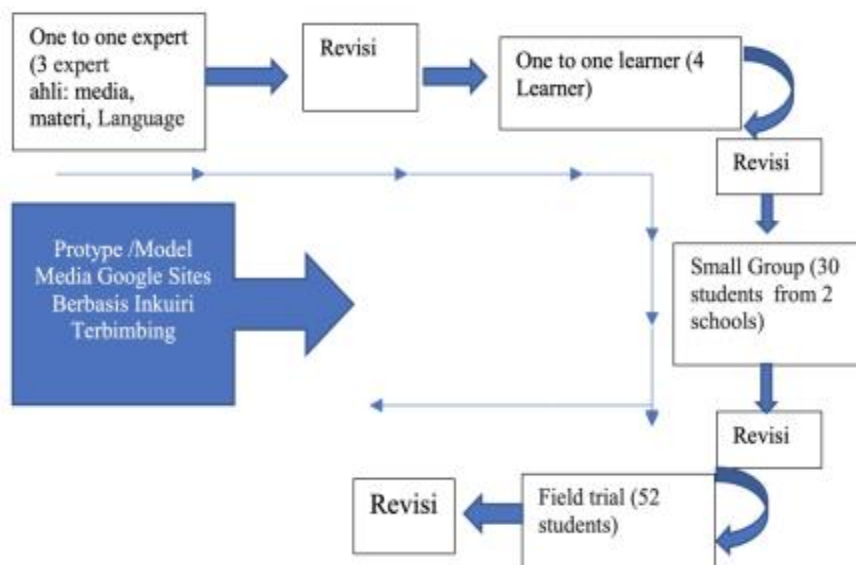 One to one expert
(3 expert
ahli: media,
materi, Language
Revisi
One to one learner (4
Learner)
Revisi
Protype /Model
Media Google Sites
Berbasis Inkuiri
Terbimbing
Small Group (30
students from 2
schools)
Revisi
Field trial (52
students)
Revisi